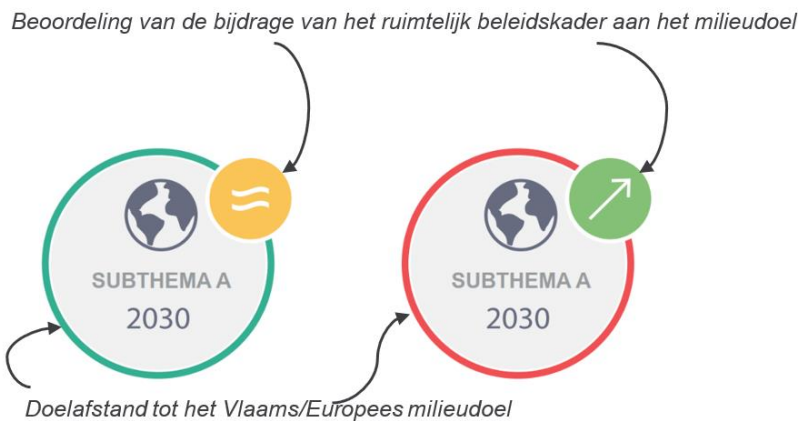 Beoordeling van de bijdrage van het ruimtelijk beleidskader aan het milieudoel
SUBTHEMA A
2030
SUBTHEMA A
2030
Doelafstand tot het Vlaams/Europees milieudoel